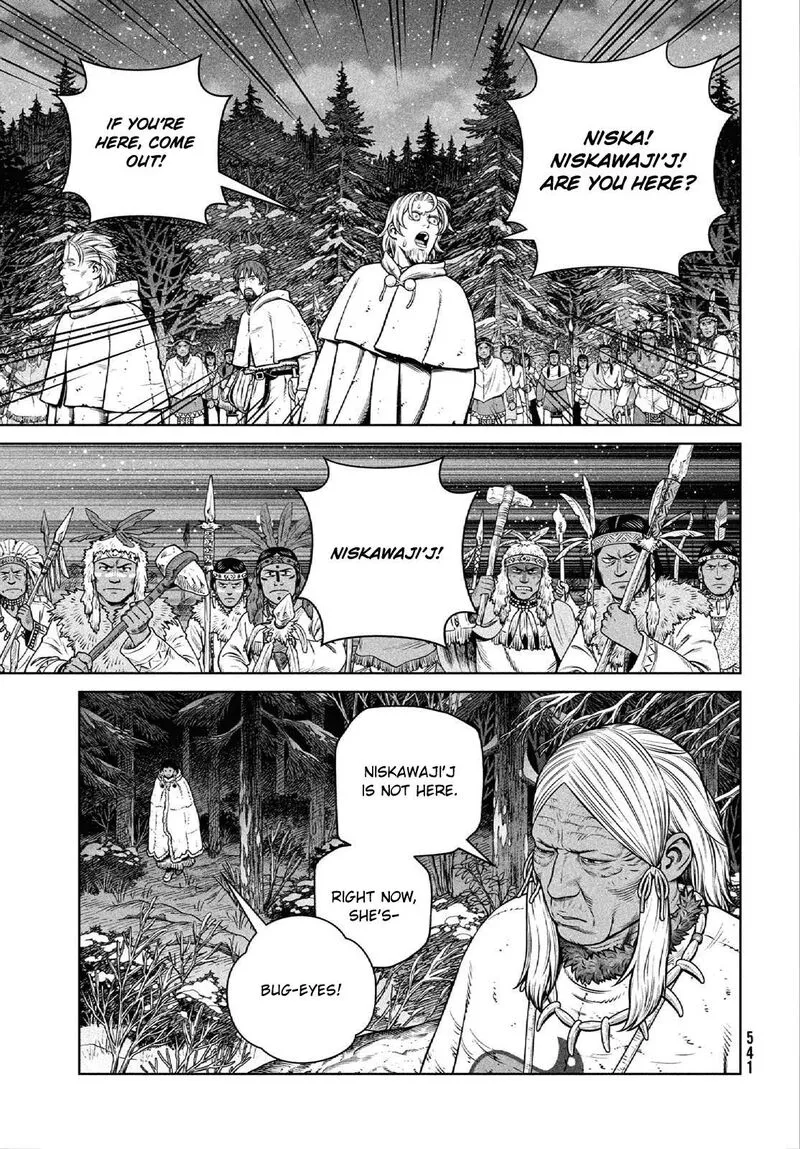 NISKA!
NISKAWAJI'J!
ARE YOU HERE?
IF YOU'RE
HERE, COME
OUT!
NISKAWAJI'J!
NISKAWAJI'J
IS NOT HERE.
RIGHT NOW,
SHE'S-
BUG-EYES!
541